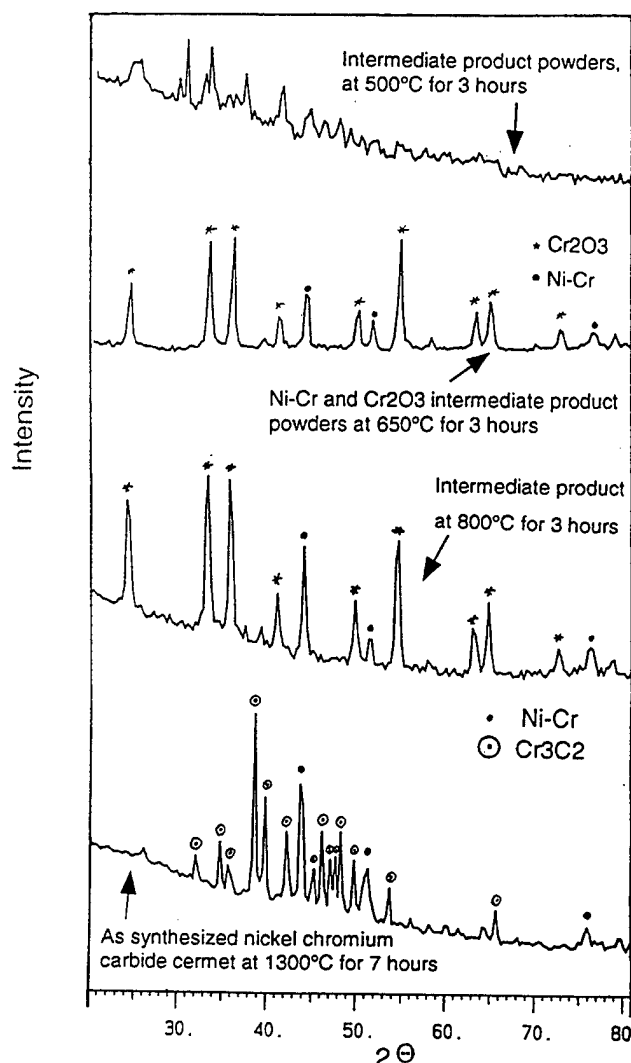 Intermediate product powders,
at 500°C for 3 hours
* Cr2O3
• Ni-Cr
Ni-Cr and Cr2O3 intermediate product
powders at 650°C for 3 hours
Intensity
Intermediate product
at 800°C for 3 hours
• Ni-Cr
⊙ Cr3C2
As synthesized nickel chromium
carbide cermet at 1300°C for 7 hours
30. 40. 50. 60. 70. 80
2Θ